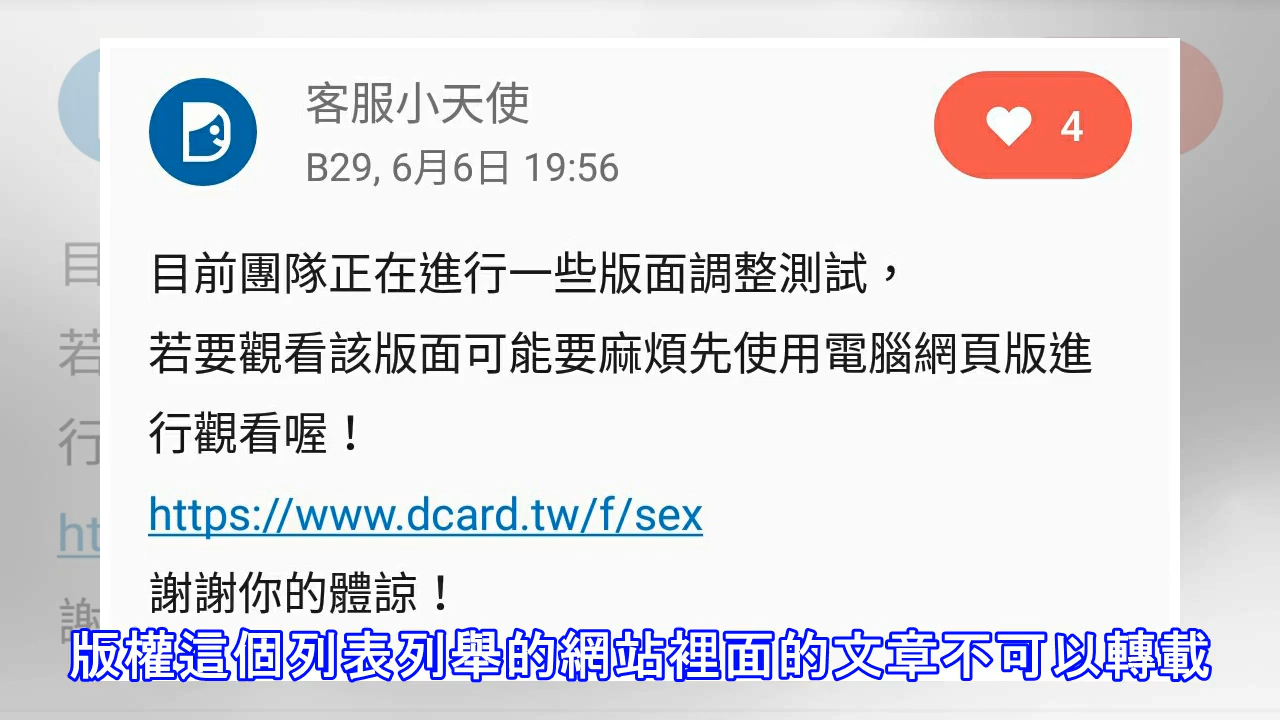 客服小天使
B29, 6月6日 19:56
4
目前團隊正在進行一些版面調整測試，
若要觀看該版面可能要麻煩先使用電腦網頁版進
行觀看喔！
https://www.dcard.tw/f/sex
謝謝你的體諒！
版權這個列表列舉的網站裡面的文章不可以轉載